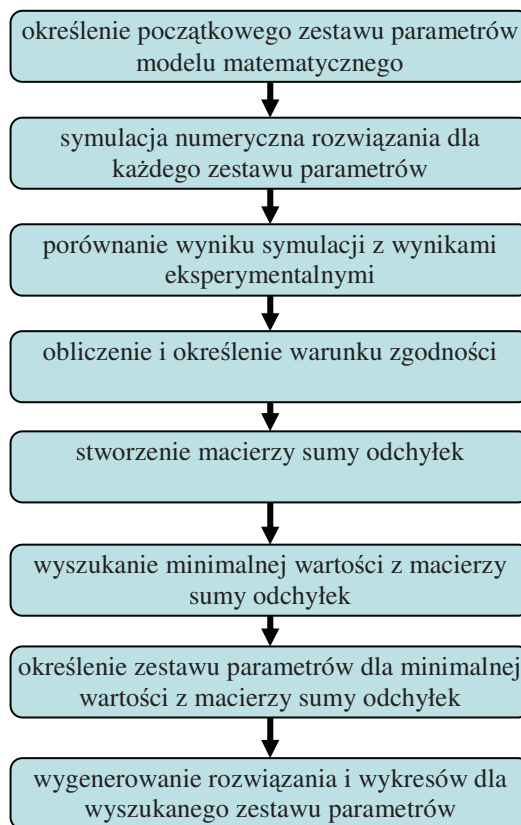 określenie początkowego zestawu parametrów
modelu matematycznego
symulacja numeryczna rozwiązania dla
każdego zestawu parametrów
porównanie wyniku symulacji z wynikami
eksperymentalnymi
obliczenie i określenie warunku zgodności
stworzenie macierzy sumy odchyłek
wyszukanie minimalnej wartości z macierzy
sumy odchyłek
określenie zestawu parametrów dla minimalnej
wartości z macierzy sumy odchyłek
wygenerowanie rozwiązania i wykresów dla
wyszukanego zestawu parametrów